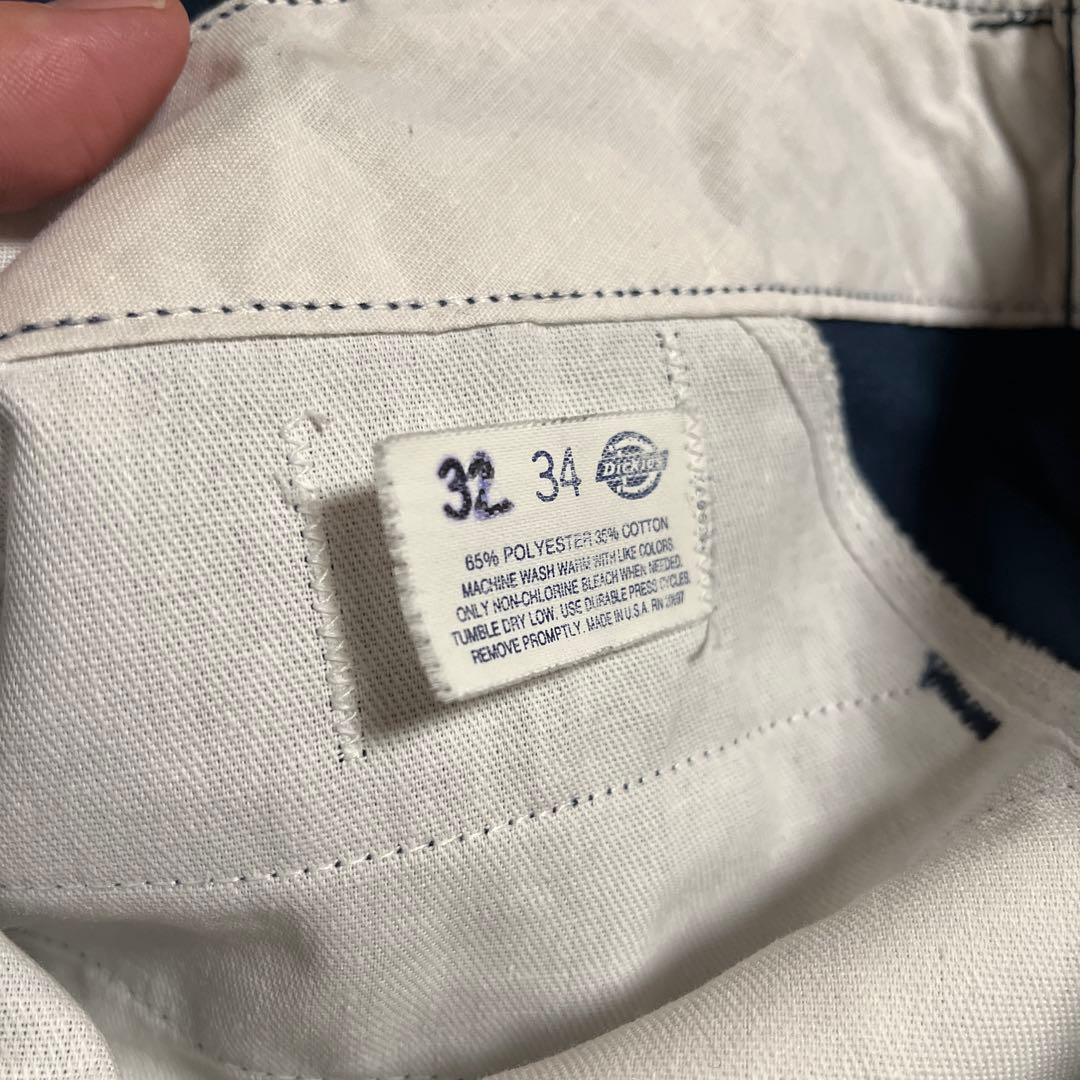 32 34 Dickies
65% POLYESTER 35% COTTON
MACHINE WASH WARM WITH LIKE COLORS.
ONLY NON-CHLORINE BLEACH WHEN NEEDED.
TUMBLE DRY LOW. USE DURABLE PRESS CYCLES.
REMOVE PROMPTLY. MADE IN U.S.A. RN